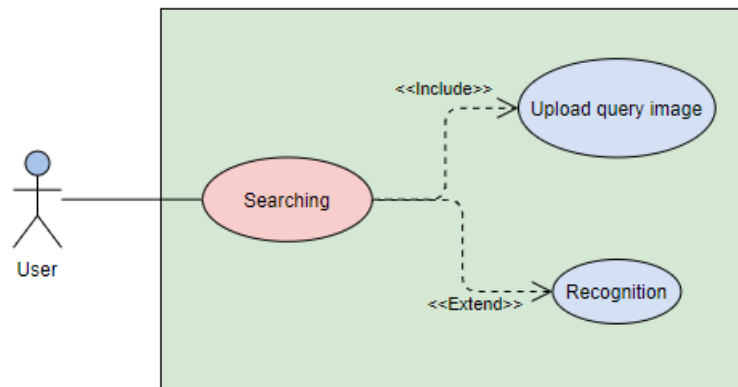 <<Include>>
Upload query image
Searching
User
Recognition
<<Extend>>